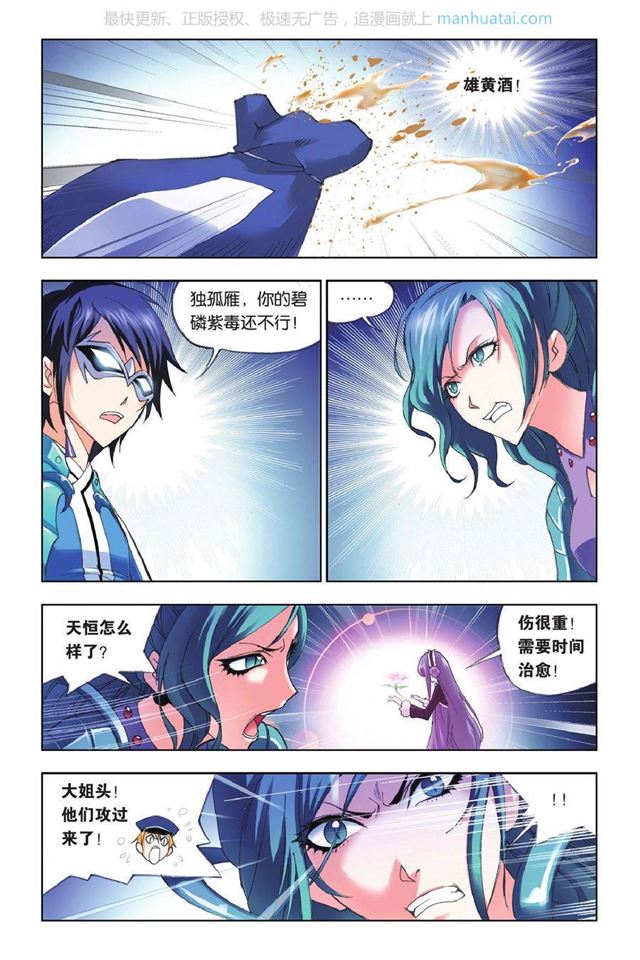 最快更新、正版授权、极速无广告，追漫画就上 manhuatai.com
雄黄酒！
独孤雁，你的碧
磷紫毒还不行！
……
天恒怎么
样了？
伤很重！
需要时间
治愈！
大姐头！
他们攻过
来了！
！！